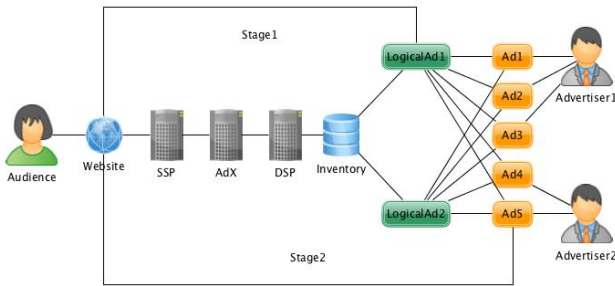 Stage1
LogicalAd1
Ad1
Ad2
Advertiser1
Ad3
Audience
Website
SSP
AdX
DSP
Inventory
Ad4
LogicalAd2
Ad5
Advertiser2
Stage2